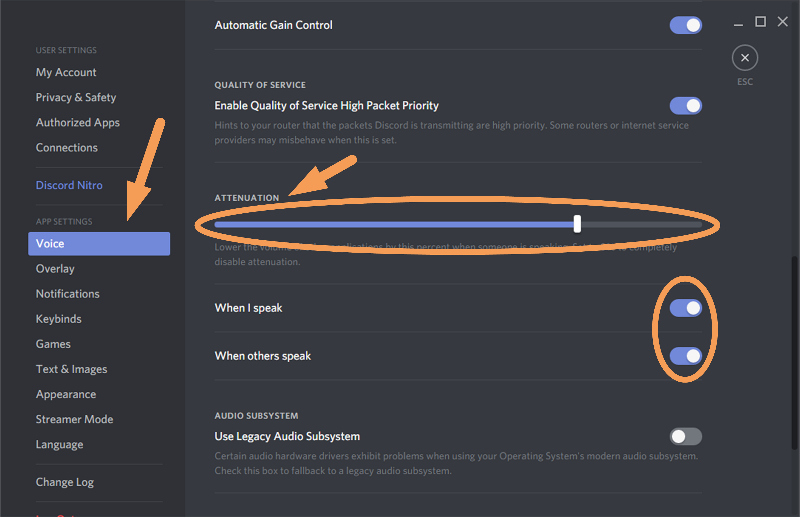 Automatic Gain Control
USER SETTINGS
My Account
Privacy & Safety
Authorized Apps
Connections
Discord Nitro
APP SETTINGS
Voice
Overlay
Notifications
Keybinds
Games
Text & Images
Appearance
Streamer Mode
Language
Change Log
ESC
QUALITY OF SERVICE
Enable Quality of Service High Packet Priority
Hints to your router that the packets Discord is transmitting are high priority. Some routers or internet service
providers may misbehave when this is set.
ATTENUATION
Lower the volume by this percent when someone is completely
disable attenuation.
When I speak
When others speak
AUDIO SUBSYSTEM
Use Legacy Audio Subsystem
Certain audio hardware drivers exhibit problems when using your Operating System's modern audio subsystem.
Check this box to fallback to a legacy audio subsystem.